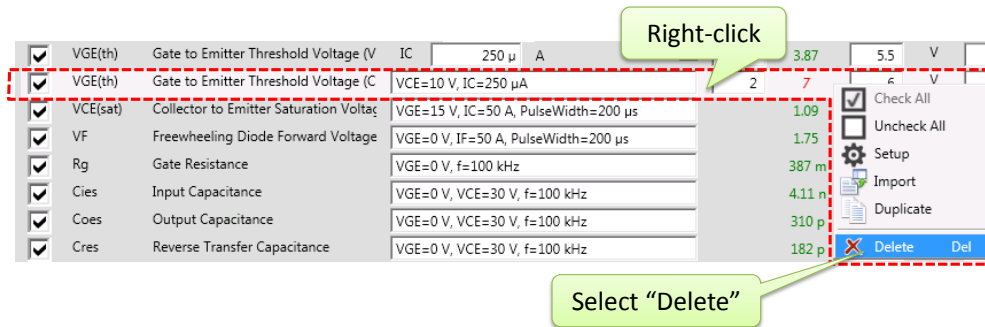 Right-click
VGE(th) Gate to Emitter Threshold Voltage (V IC 250 µ A 3.87 5.5 V
VGE(th) Gate to Emitter Threshold Voltage (C VCE=10 V, IC=250 µA 2 7 6 V
VCE(sat) Collector to Emitter Saturation Voltag VGE=15 V, IC=50 A, PulseWidth=200 µs 1.09
VF Freewheeling Diode Forward Voltage VGE=0 V, IF=50 A, PulseWidth=200 µs 1.75
Rg Gate Resistance VGE=0 V, f=100 kHz 387 m
Cies Input Capacitance VGE=0 V, VCE=30 V, f=100 kHz 4.11 n
Coes Output Capacitance VGE=0 V, VCE=30 V, f=100 kHz 310 p
Cres Reverse Transfer Capacitance VGE=0 V, VCE=30 V, f=100 kHz 182 p
Check All
Uncheck All
Setup
Import
Duplicate
Delete Del
Select “Delete”